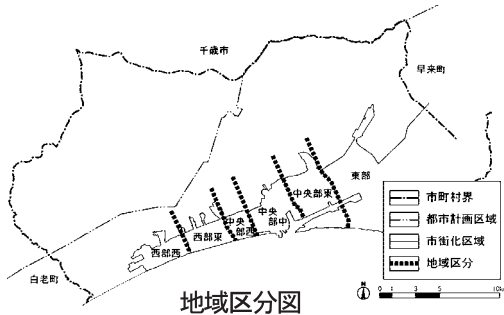 千歳市
早来町
東部
中央部東
中央
部中
中央
部西
西部東
西部西
白老町
市町村界
都市計画区域
市街化区域
地域区分
N
0 1 3 5 10km
地域区分図